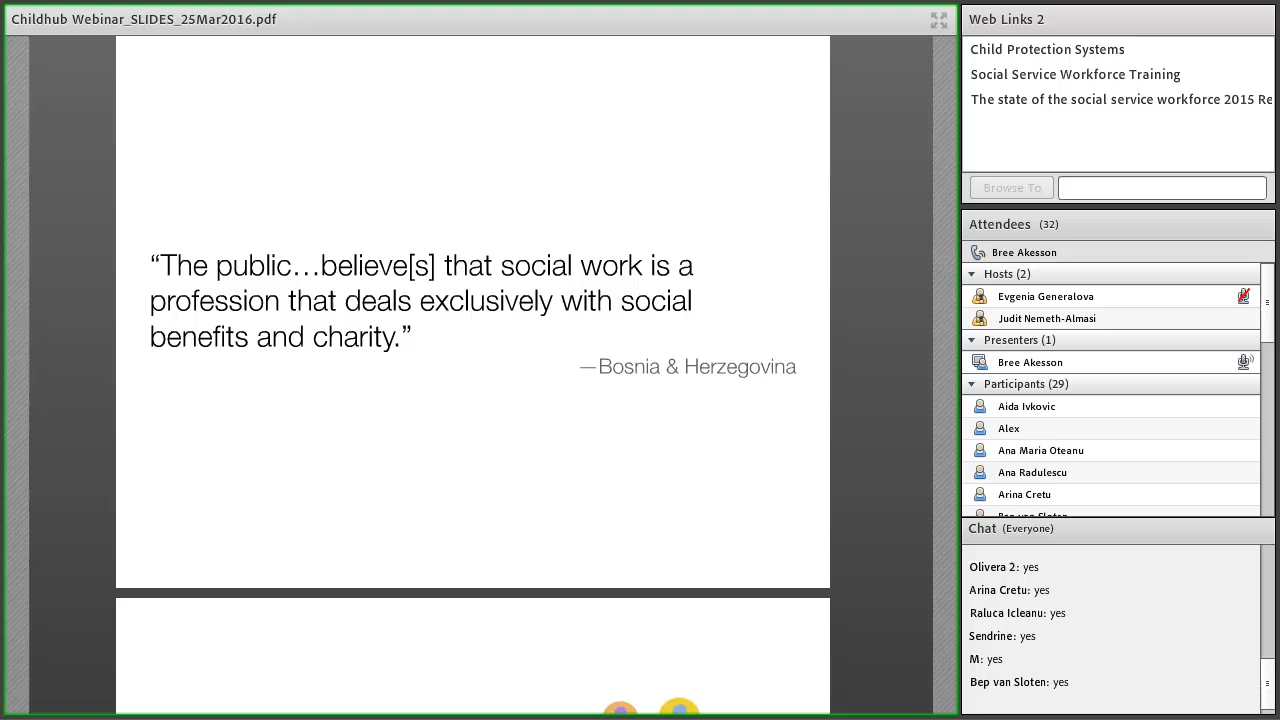 Childhub Webinar_SLIDES_25Mar2016.pdf
“The public…believe[s] that social work is a
profession that deals exclusively with social
benefits and charity.”
—Bosnia & Herzegovina
Web Links 2
Child Protection Systems
Social Service Workforce Training
The state of the social service workforce 2015 Re
Browse To
Attendees (32)
Bree Akesson
Hosts (2)
Evgenia Generalova
Judit Nemeth-Almasi
Presenters (1)
Bree Akesson
Participants (29)
Aida Ivkovic
Alex
Ana Maria Oteanu
Ana Radulescu
Arina Cretu
Bep van Sloten
Chat (Everyone)
Olivera 2: yes
Arina Cretu: yes
Raluca Icleanu: yes
Sendrine: yes
M: yes
Bep van Sloten: yes